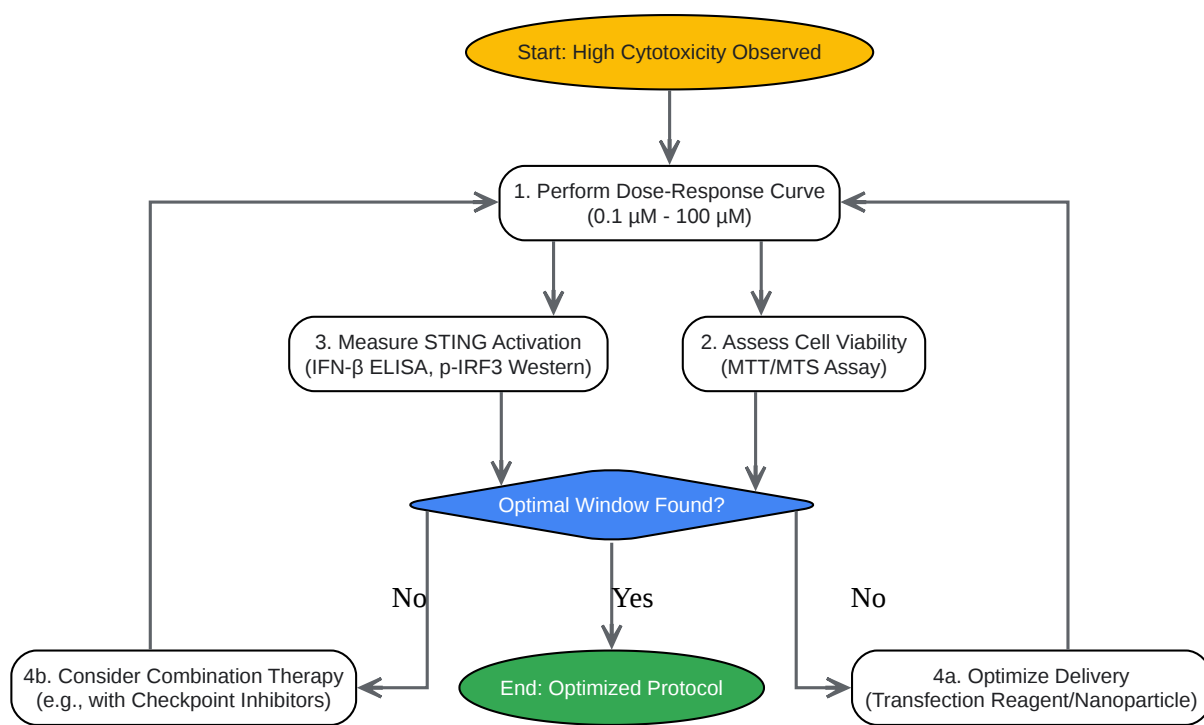 Start: High Cytotoxicity Observed
1. Perform Dose-Response Curve
(0.1 µM - 100 µM)
3. Measure STING Activation
(IFN-β ELISA, p-IRF3 Western)
2. Assess Cell Viability
(MTT/MTS Assay)
Optimal Window Found?
No
Yes
No
4b. Consider Combination Therapy
(e.g., with Checkpoint Inhibitors)
End: Optimized Protocol
4a. Optimize Delivery
(Transfection Reagent/Nanoparticle)